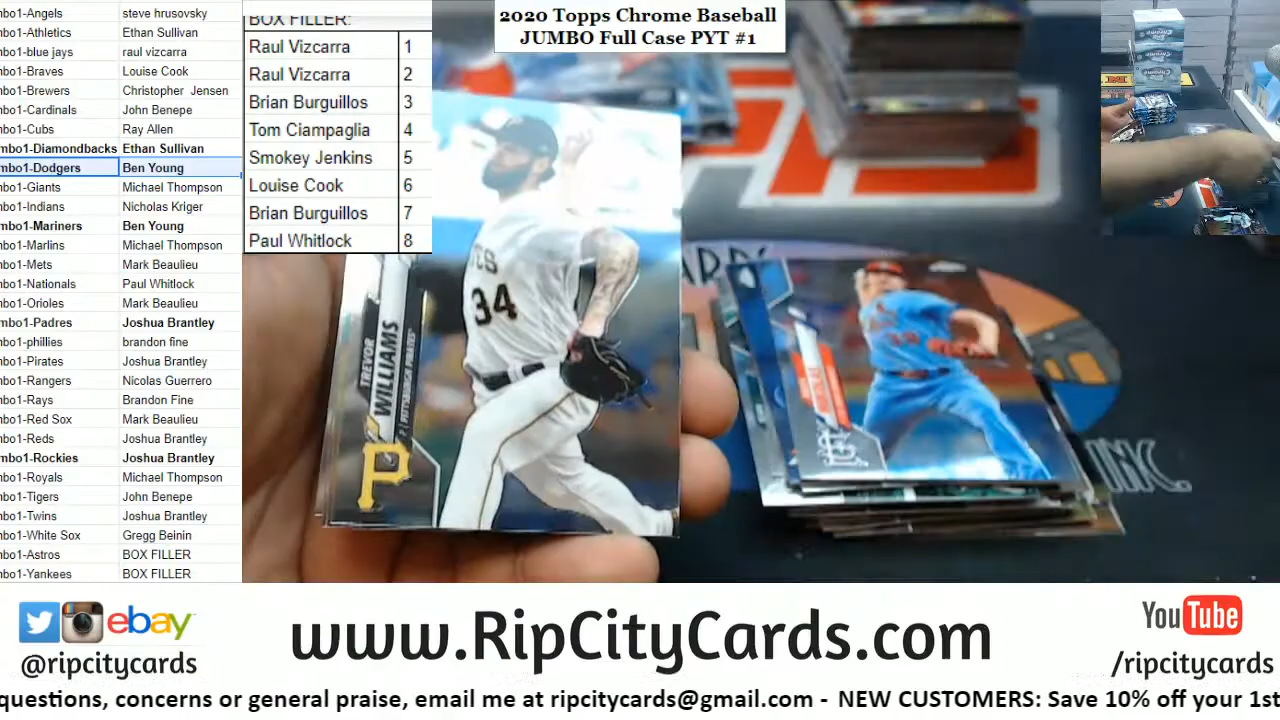 mbo1-Angels steve hrusovsky
mbo1-Athletics Ethan Sullivan
mbo1-blue jays raul vizcarra
mbo1-Braves Louise Cook
mbo1-Brewers Christopher Jensen
mbo1-Cardinals John Benepe
mbo1-Cubs Ray Allen
mbo1-Diamondbacks Ethan Sullivan
mbo1-Dodgers Ben Young
mbo1-Giants Michael Thompson
mbo1-Indians Nicholas Kriger
mbo1-Mariners Ben Young
mbo1-Marlins Michael Thompson
mbo1-Mets Mark Beaulieu
mbo1-Nationals Paul Whitlock
mbo1-Orioles Mark Beaulieu
mbo1-Padres Joshua Brantley
mbo1-phillies brandon fine
mbo1-Pirates Joshua Brantley
mbo1-Rangers Nicolas Guerrero
mbo1-Rays Brandon Fine
mbo1-Red Sox Mark Beaulieu
mbo1-Reds Joshua Brantley
mbo1-Rockies Joshua Brantley
mbo1-Royals Michael Thompson
mbo1-Tigers John Benepe
mbo1-Twins Joshua Brantley
mbo1-White Sox Gregg Beinin
mbo1-Astros BOX FILLER
mbo1-Yankees BOX FILLER
BOX FILLER:
Raul Vizcarra 1
Raul Vizcarra 2
Brian Burguillos 3
Tom Ciampaglia 4
Smokey Jenkins 5
Louise Cook 6
Brian Burguillos 7
Paul Whitlock 8
2020 Topps Chrome Baseball
JUMBO Full Case PYT #1
34
TREVOR
WILLIAMS
P | PITTSBURGH PIRATES
P
INC.
ebay
@ripcitycards
www.RipCityCards.com
YouTube
/ripcitycards
questions, concerns or general praise, email me at ripcitycards@gmail.com - NEW CUSTOMERS: Save 10% off your 1st